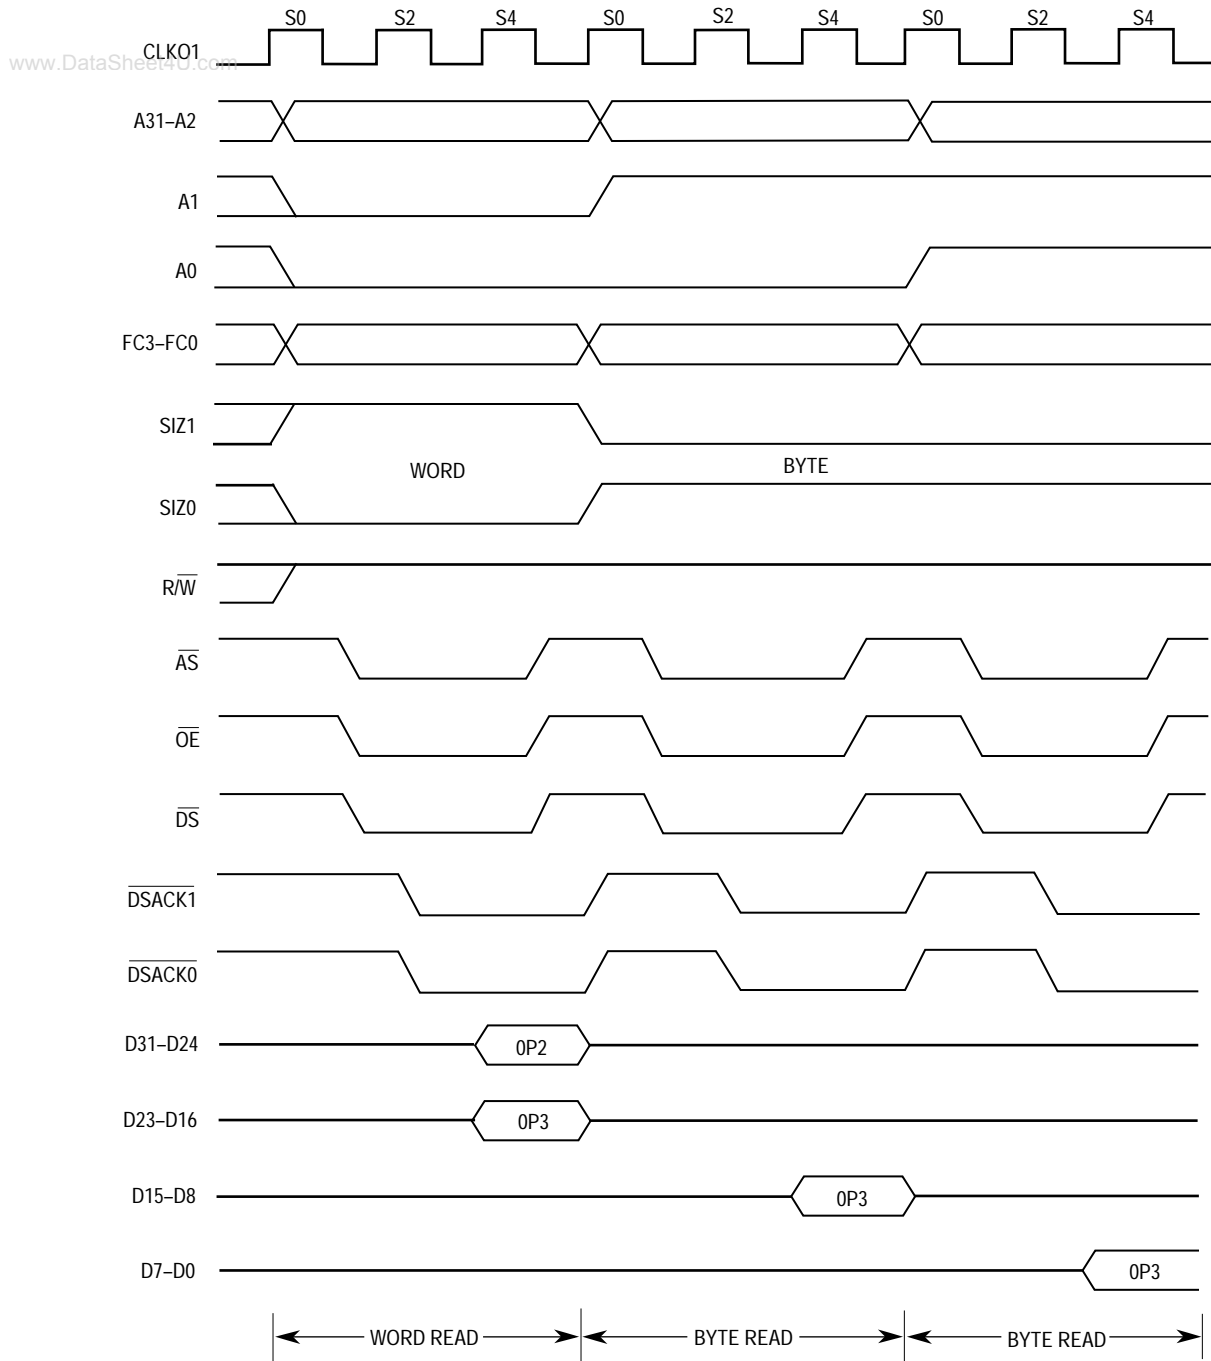 S0 S2 S4 S0 S2 S4 S0 S2 S4
CLKO1
www.DataSheet4U.com
A31–A2
A1
A0
FC3–FC0
SIZ1
WORD BYTE
SIZ0
R/W
AS
OE
DS
DSACK1
DSACK0
D31–D24 0P2
D23–D16 0P3
D15–D8 0P3
D7–D0 0P3
WORD READ BYTE READ BYTE READ